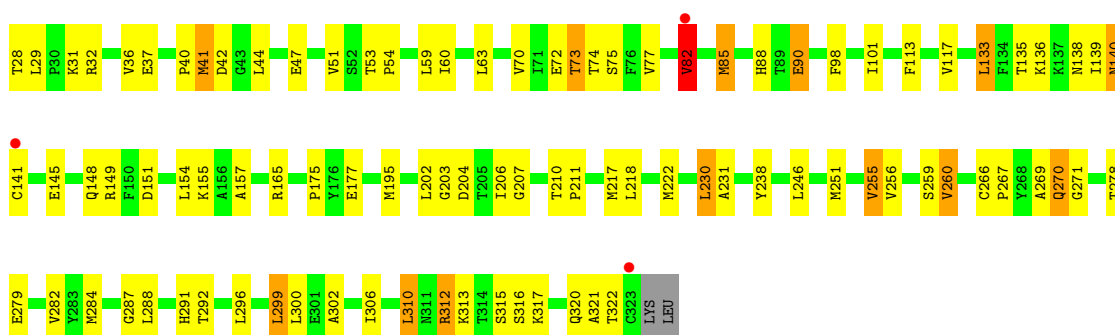 T28 L29 P30 K31 R32 V36 E37 P40 M41 D42 G43 L44 E47 V51 S52 T53 P54 L59 I60 L63 V70 I71 E72 T73 T74 S75 F76 V77 V82 M85 H88 T89 E90 F98 I101 F113 V117 L133 F134 T135 K136 K137 N138 I139
C141 E145 Q148 R149 F150 D151 L154 K155 A156 A157 R165 P175 Y176 E177 M195 L202 G203 D204 T205 I206 G207 T210 P211 M217 L218 M222 L230 A231 Y238 L246 M251 V255 V256 S259 V260 C266 P267 Y268 A269 Q270 G271
E279 V282 Y283 M284 G287 L288 H291 T292 L296 L299 L300 E301 A302 I306 L310 N311 R312 K313 T314 S315 S316 K317 Q320 A321 T322 C323 LYS LEU